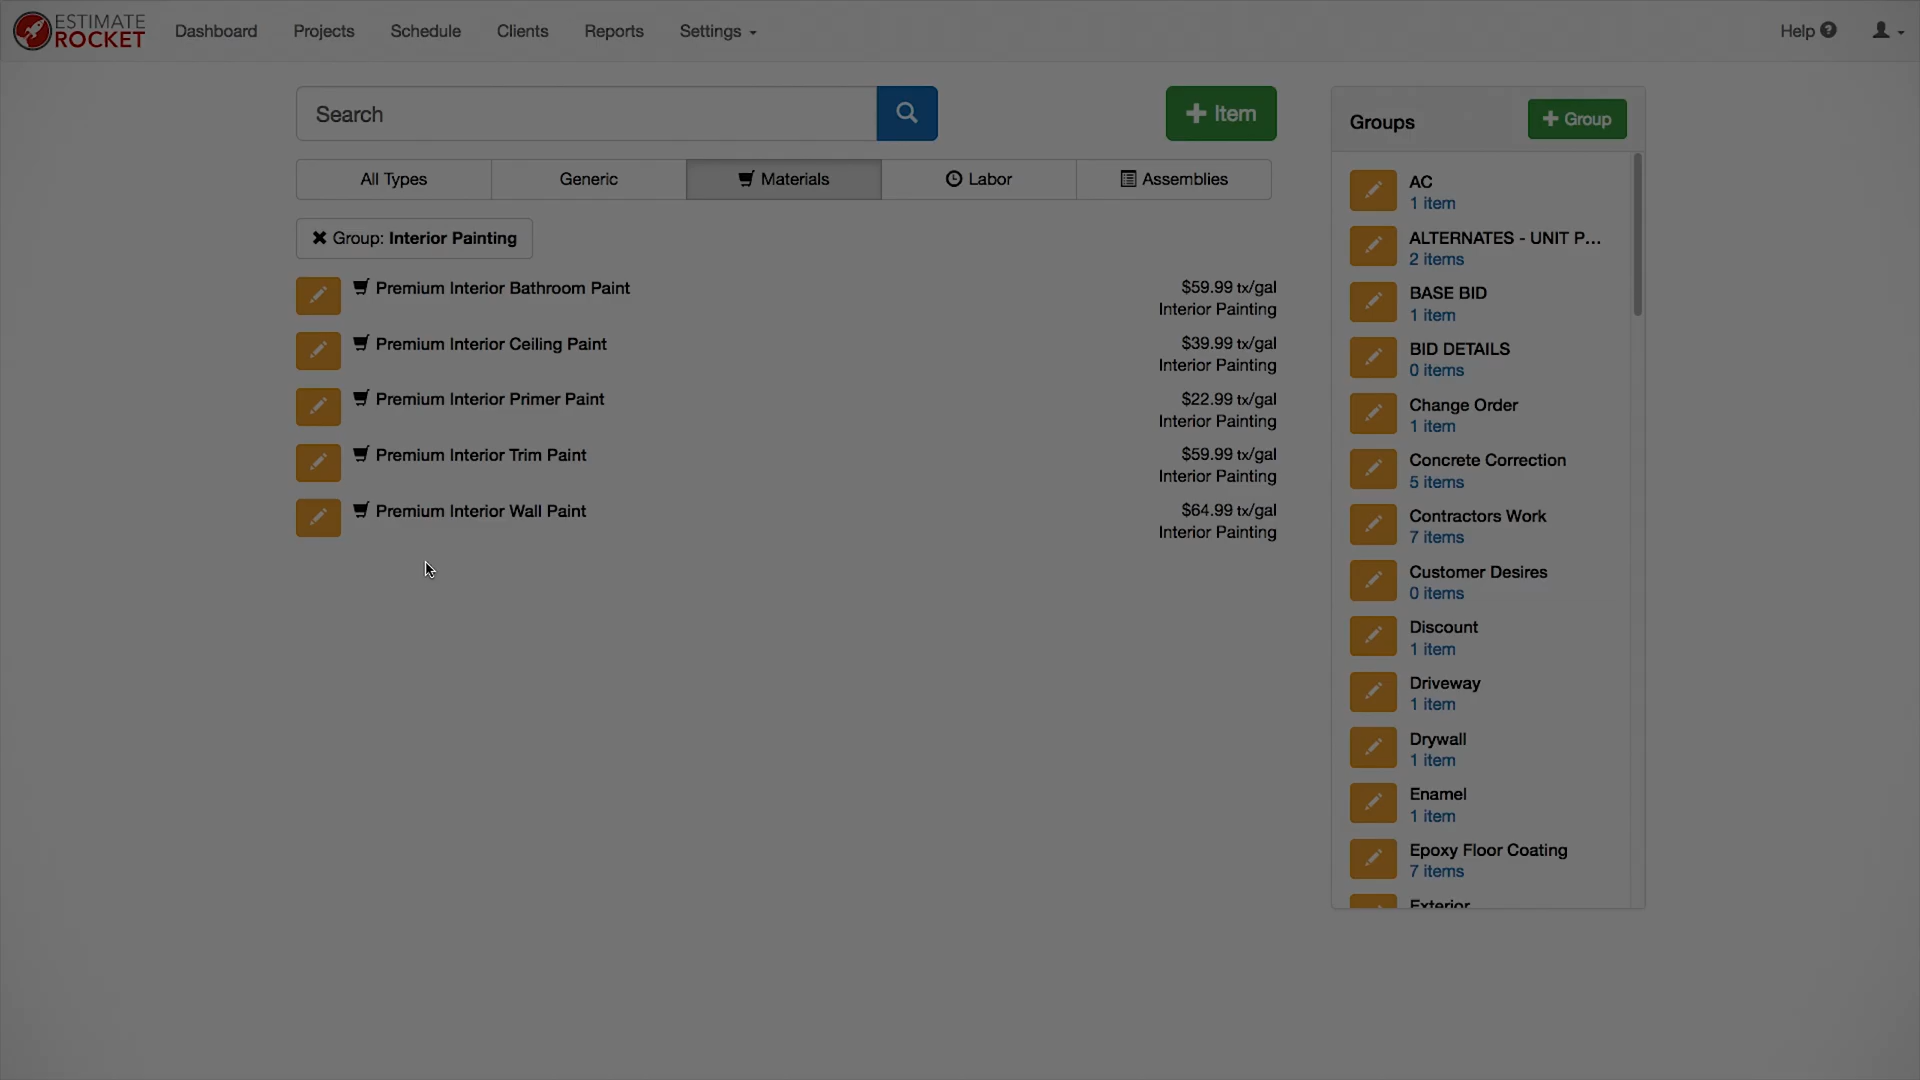 ESTIMATE
ROCKET
Dashboard
Projects
Schedule
Clients
Reports
Settings
Help
Search
Item
All Types
Generic
Materials
Labor
Assemblies
Group: Interior Painting
Premium Interior Bathroom Paint
$59.99 tx/gal
Interior Painting
Premium Interior Ceiling Paint
$39.99 tx/gal
Interior Painting
Premium Interior Primer Paint
$22.99 tx/gal
Interior Painting
Premium Interior Trim Paint
$59.99 tx/gal
Interior Painting
Premium Interior Wall Paint
$64.99 tx/gal
Interior Painting
Groups
Group
AC
1 item
ALTERNATES - UNIT P...
2 items
BASE BID
1 item
BID DETAILS
0 items
Change Order
1 item
Concrete Correction
5 items
Contractors Work
7 items
Customer Desires
0 items
Discount
1 item
Driveway
1 item
Drywall
1 item
Enamel
1 item
Epoxy Floor Coating
7 items
Exterior